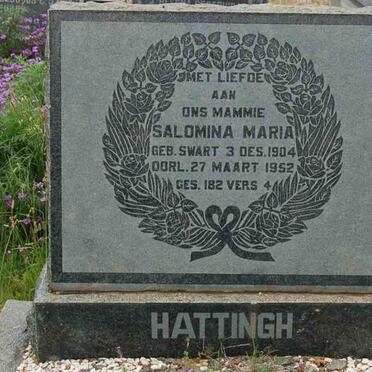 MET LIEFDE
AAN
ONS MAMMIE
SALOMINA MARIA
GEB. SWART 3 DES. 1904
OORL. 27 MAART 1952
GES. 182 VERS 4
HATTINGH